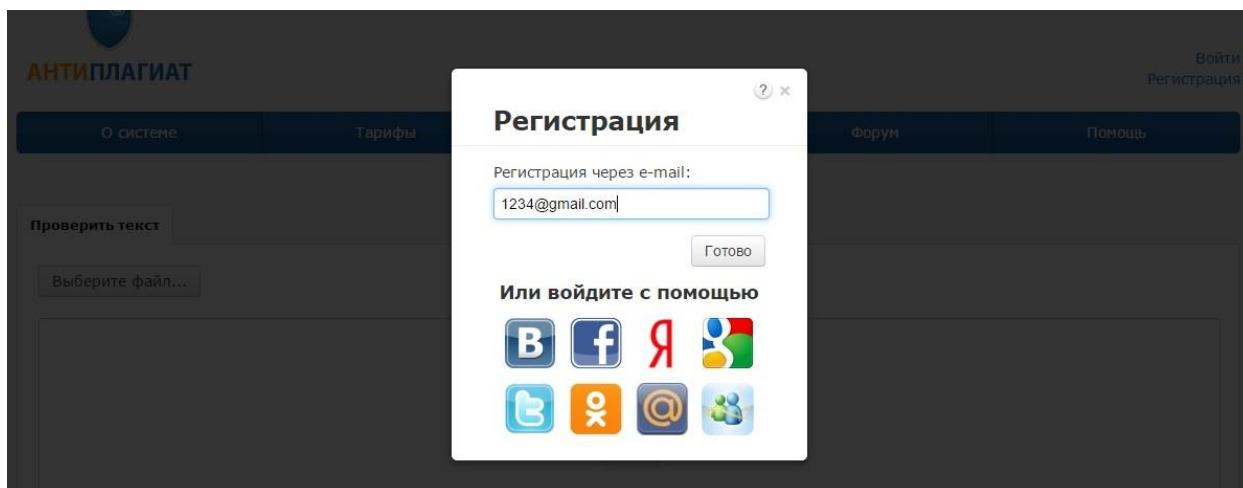 АНТИПЛАГИАТ
Войти
Регистрация
О системе
Тарифы
Форум
Помощь
Проверить текст
Выберите файл...
?
×
Регистрация
Регистрация через e-mail:
1234@gmail.com
Готово
Или войдите с помощью
В f Я g
t @